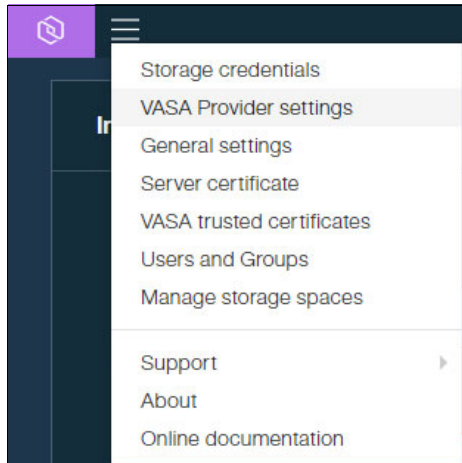 Storage credentials
VASA Provider settings
In
General settings
Server certificate
VASA trusted certificates
Users and Groups
Manage storage spaces
Support
About
Online documentation